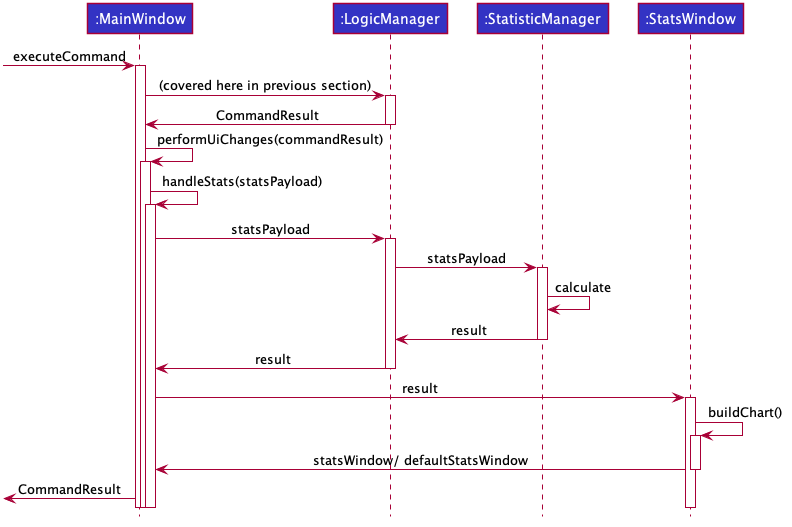 :MainWindow
:LogicManager
:StatisticManager
:StatsWindow
executeCommand
(covered here in previous section)
CommandResult
performUiChanges(commandResult)
handleStats(statsPayload)
statsPayload
statsPayload
calculate
result
result
result
buildChart()
statsWindow/ defaultStatsWindow
CommandResult